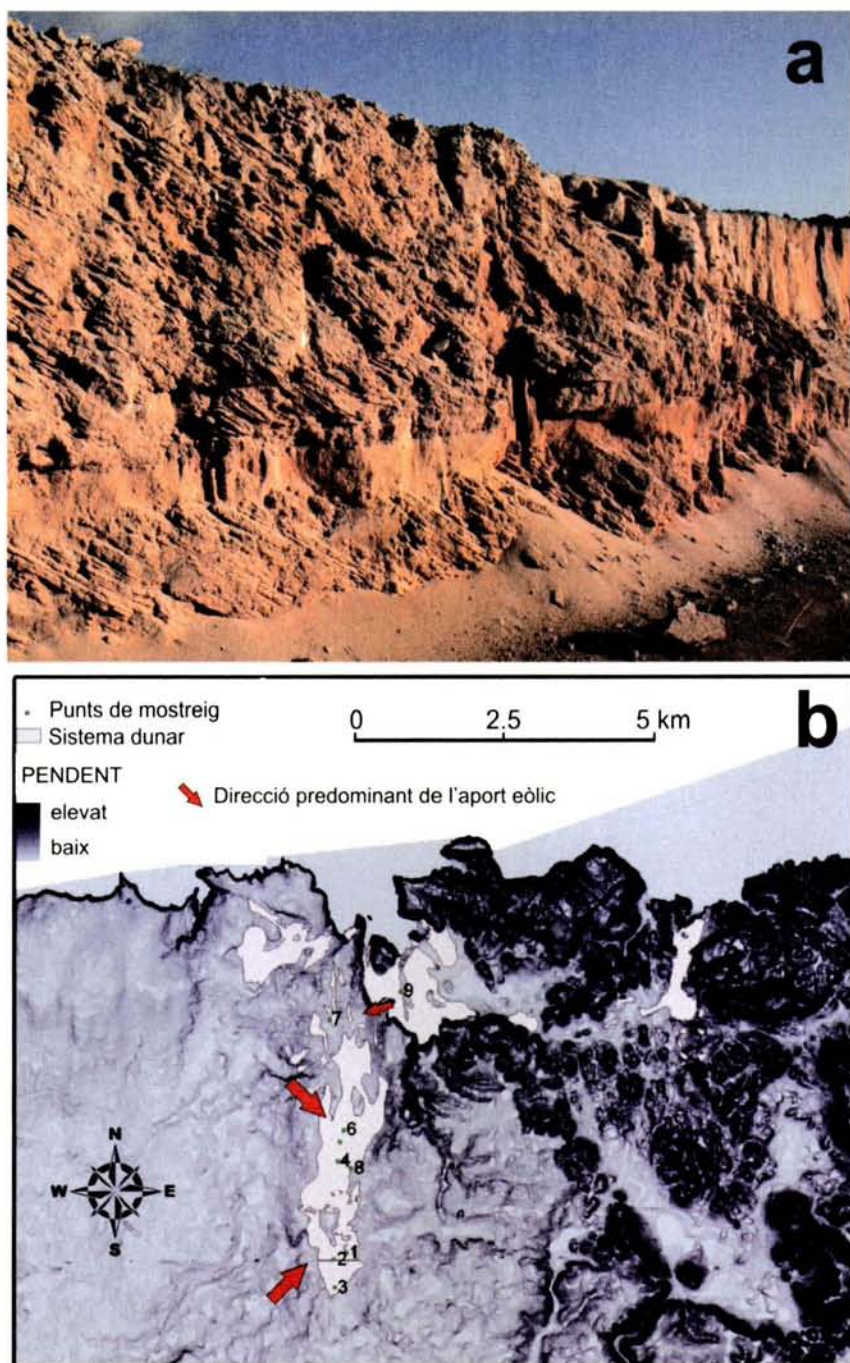 a
b
Punts de mostreig
Sistema dunar
0 2.5 5 km
PENDENT
elevat
baix
Direcció predominant de l'aport eòlic
9
7
6
4 8
1
2
3
N
W E
S